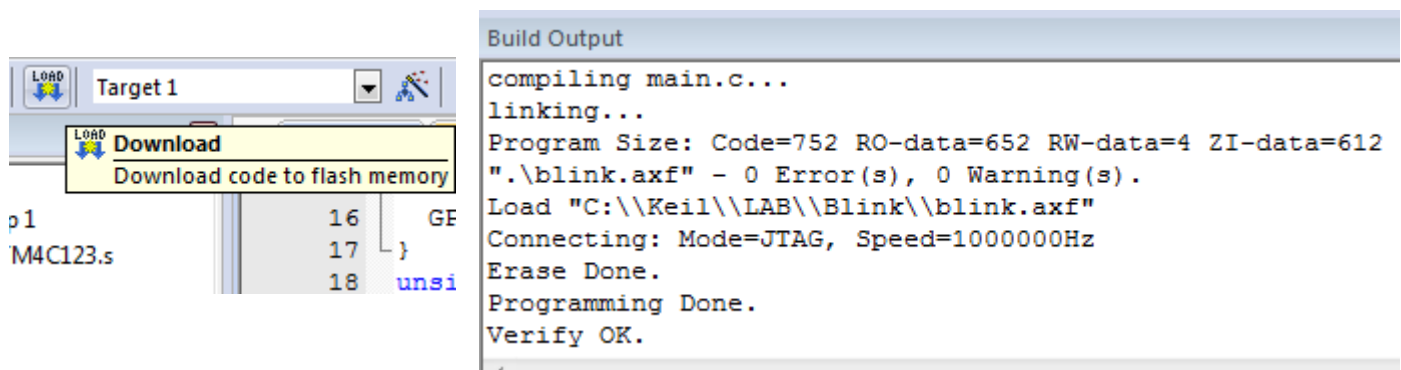 LOAD
Target 1
LOAD Download
Download code to flash memory
p 1
16
M4C123.s
17 }
18 unsi
Build Output
compiling main.c...
linking...
Program Size: Code=752 RO-data=652 RW-data=4 ZI-data=612
".\blink.axf" - 0 Error(s), 0 Warning(s).
Load "C:\\Keil\\LAB\\Blink\\blink.axf"
Connecting: Mode=JTAG, Speed=1000000Hz
Erase Done.
Programming Done.
Verify OK.